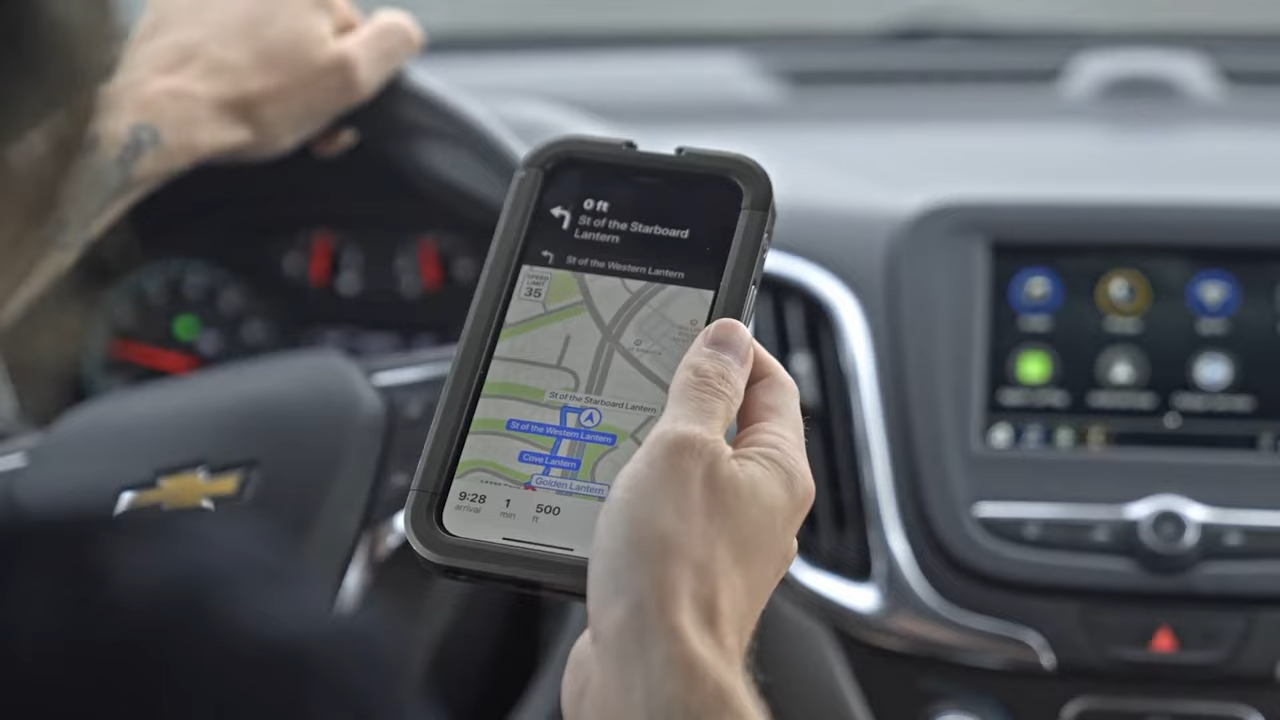 0 ft
St of the Starboard
Lantern
St of the Western Lantern
SPEED
LIMIT
35
St of the Starboard Lantern
St of the Western Lantern
Cove Lantern
Golden Lantern
9:28
arrival
1
min
500
ft